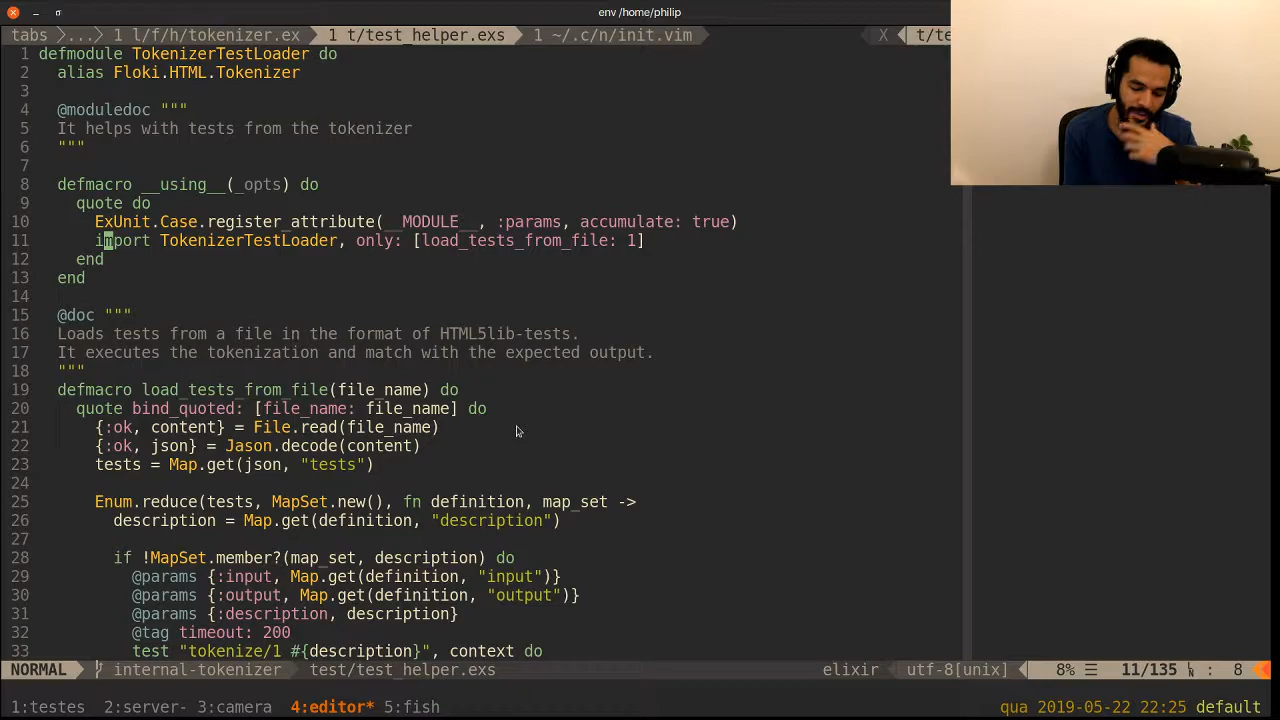 env /home/philip
tabs ... 1 l/f/h/tokenizer.ex 1 t/test_helper.exs 1 ~/.c/n/init.vim X t/te
1 defmodule TokenizerTestLoader do
2 alias Floki.HTML.Tokenizer
3
4 @moduledoc """
5 It helps with tests from the tokenizer
6 """
7
8 defmacro __using__(_opts) do
9 quote do
10 ExUnit.Case.register_attribute(__MODULE__, :params, accumulate: true)
11 import TokenizerTestLoader, only: [load_tests_from_file: 1]
12 end
13 end
14
15 @doc """
16 Loads tests from a file in the format of HTML5lib-tests.
17 It executes the tokenization and match with the expected output.
18 """
19 defmacro load_tests_from_file(file_name) do
20 quote bind_quoted: [file_name: file_name] do
21 {:ok, content} = File.read(file_name)
22 {:ok, json} = Jason.decode(content)
23 tests = Map.get(json, "tests")
24
25 Enum.reduce(tests, MapSet.new(), fn definition, map_set ->
26 description = Map.get(definition, "description")
27
28 if !MapSet.member?(map_set, description) do
29 @params {:input, Map.get(definition, "input")}
30 @params {:output, Map.get(definition, "output")}
31 @params {:description, description}
32 @tag timeout: 200
33 test "tokenize/1 #{description}", context do
NORMAL internal-tokenizer test/test_helper.exs elixir utf-8[unix] 8% ☰ 11/135 : 8
1:testes 2:server- 3:camera 4:editor* 5:fish qua 2019-05-22 22:25 default